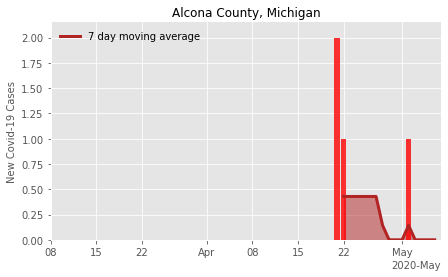 Alcona County, Michigan
7 day moving average
New Covid-19 Cases
2.00
1.75
1.50
1.25
1.00
0.75
0.50
0.25
0.00
08 15 22 Apr 08 15 22 May
2020-May